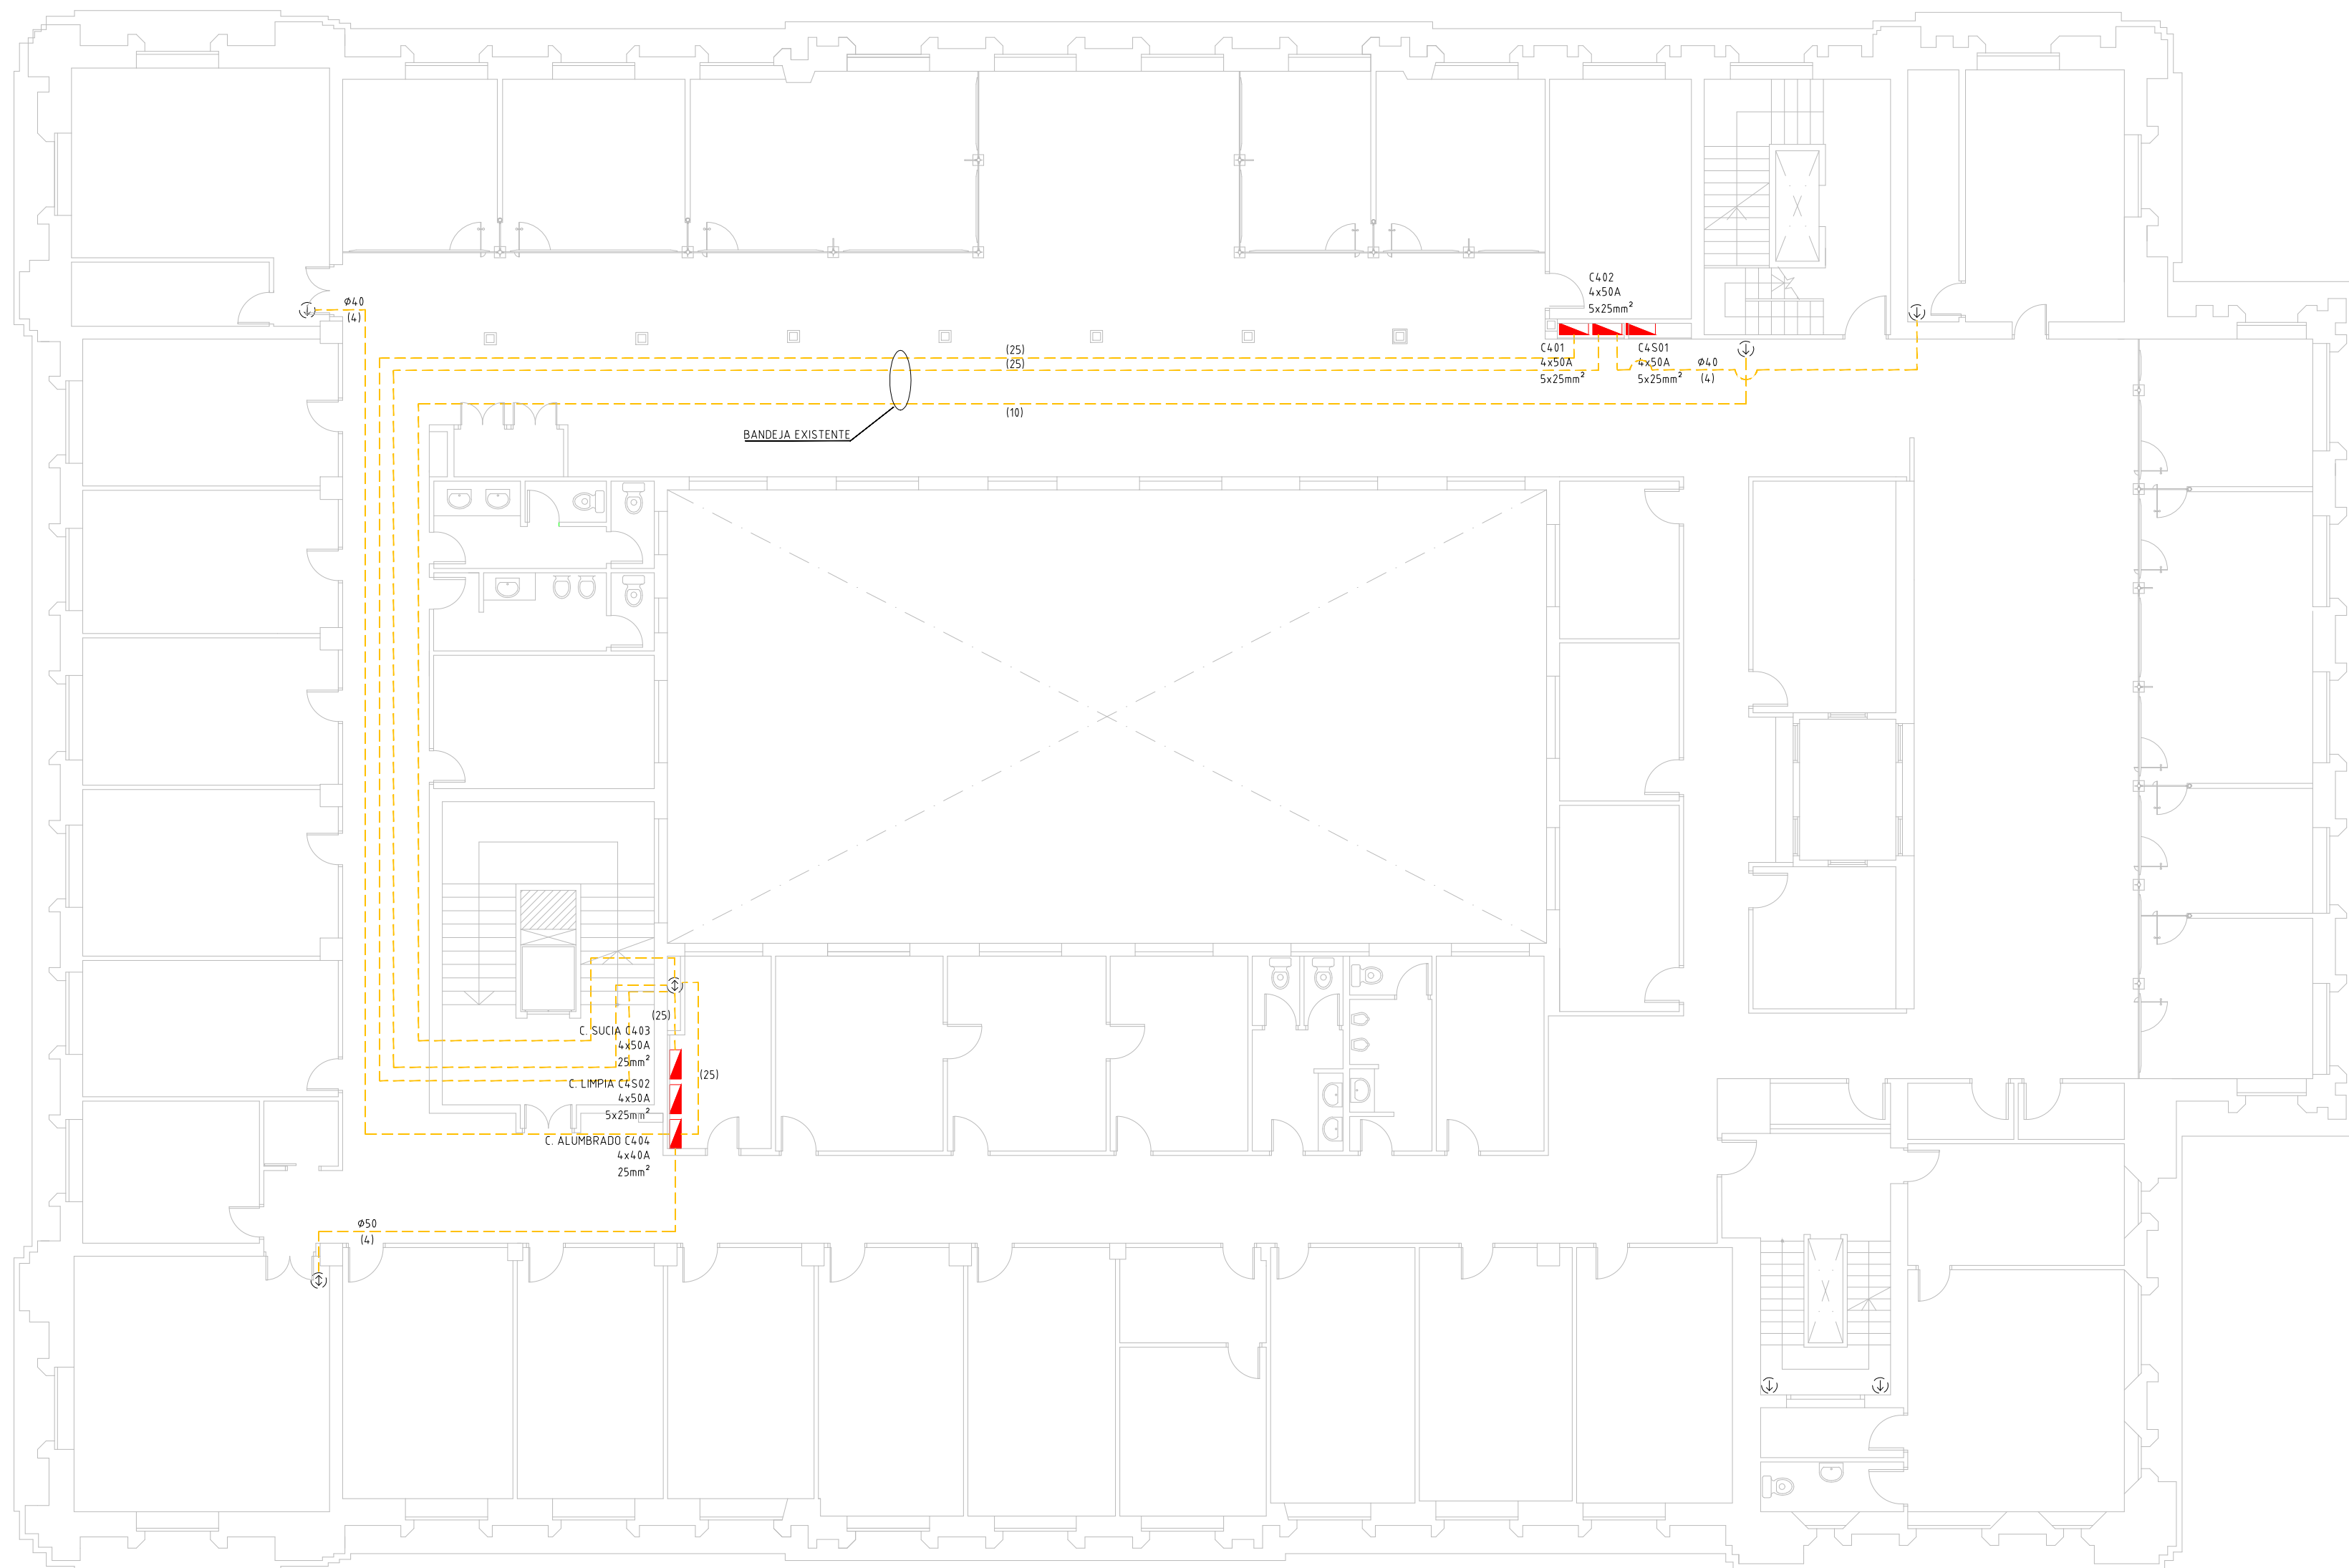 C402
4x50A
5x25mm²
Ø40
(4)
(25)
(25)
C401
4x50A
5x25mm²
C4S01
4x50A
5x25mm²
Ø40
(4)
(10)
BANDEJA EXISTENTE
(25)
C. SUCIA C403
4x50A
25mm²
(25)
C. LIMPIA C4S02
4x50A
5x25mm²
C. ALUMBRADO C404
4x40A
25mm²
Ø50
(4)